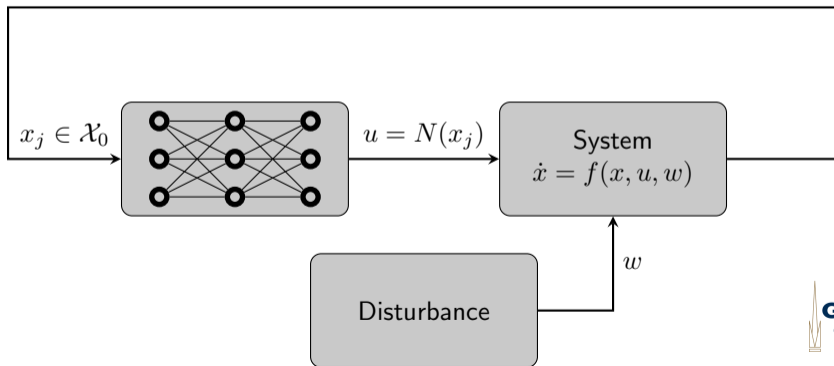 x_j ∈ 𝒳_0
u = N(x_j)
System
ẋ = f(x, u, w)
w
Disturbance
G